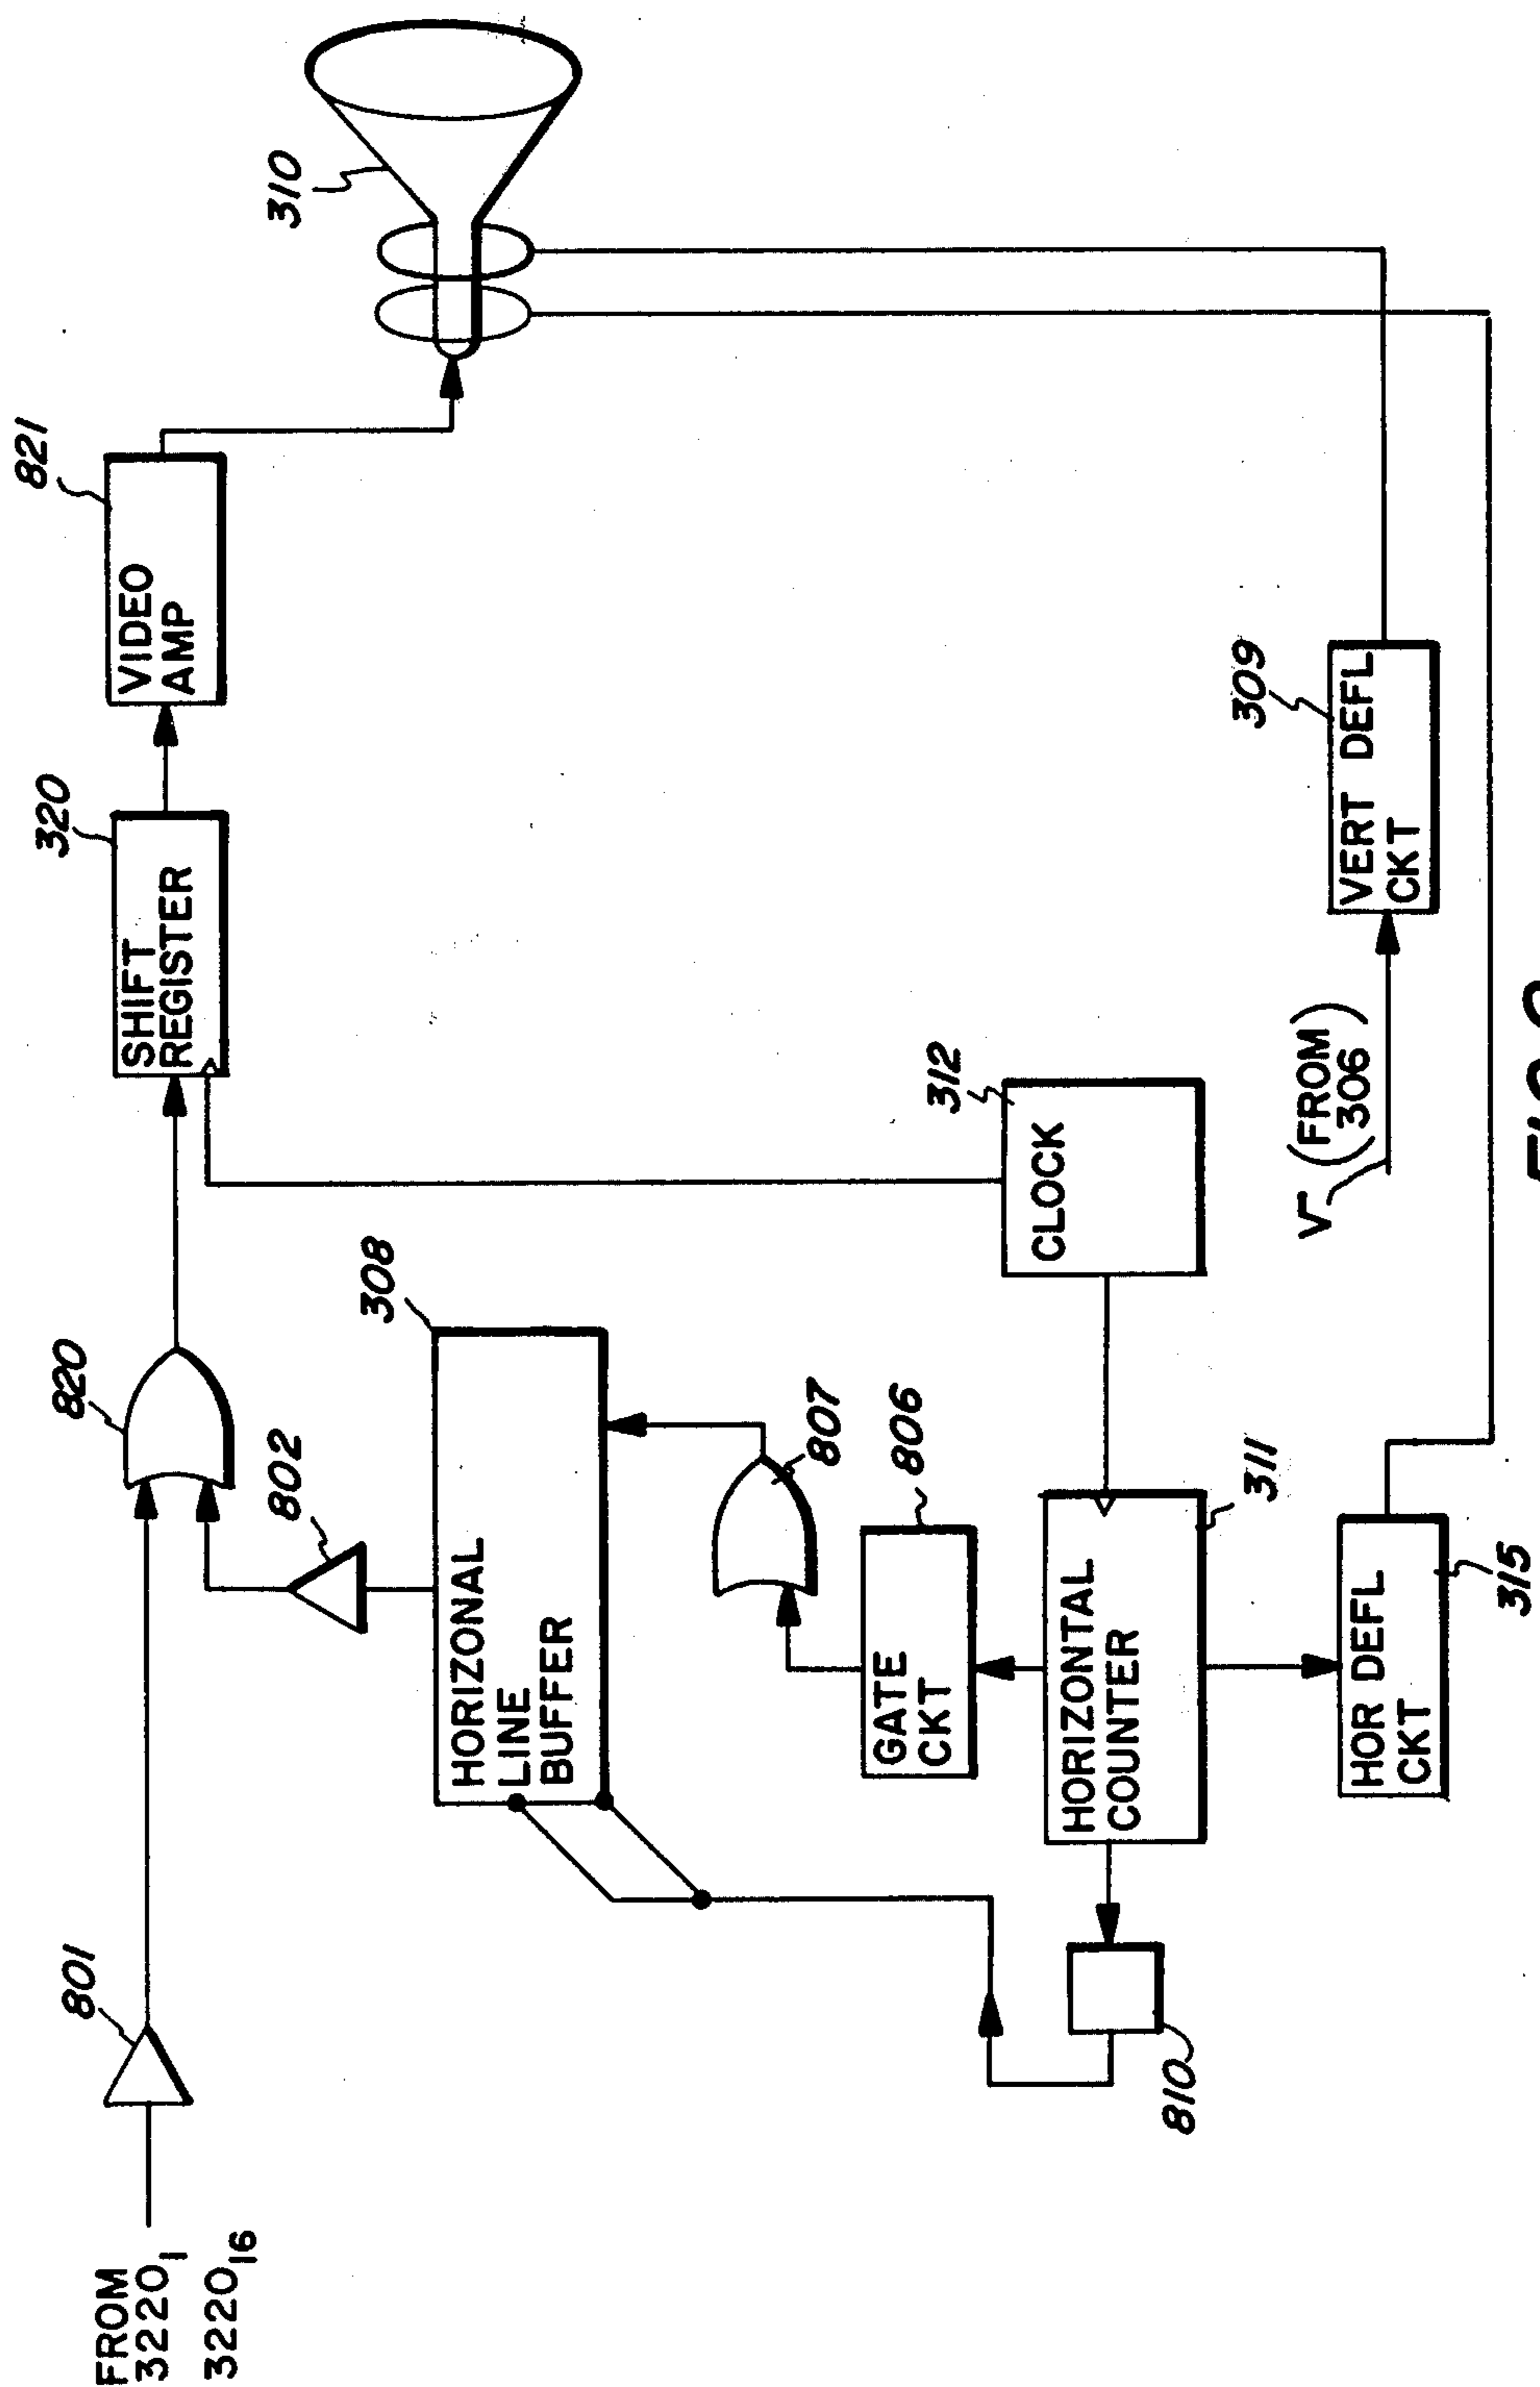 FROM
3220₁
3220₁₆
801
820
802
SHIFT
REGISTER
320
VIDEO
AMP
821
310
HORIZONAL
LINE
BUFFER
308
807
GATE
CKT
806
HORIZONTAL
COUNTER
311
CLOCK
312
810
HOR DEFL
CKT
315
V
(FROM
306)
VERT DEFL
CKT
309